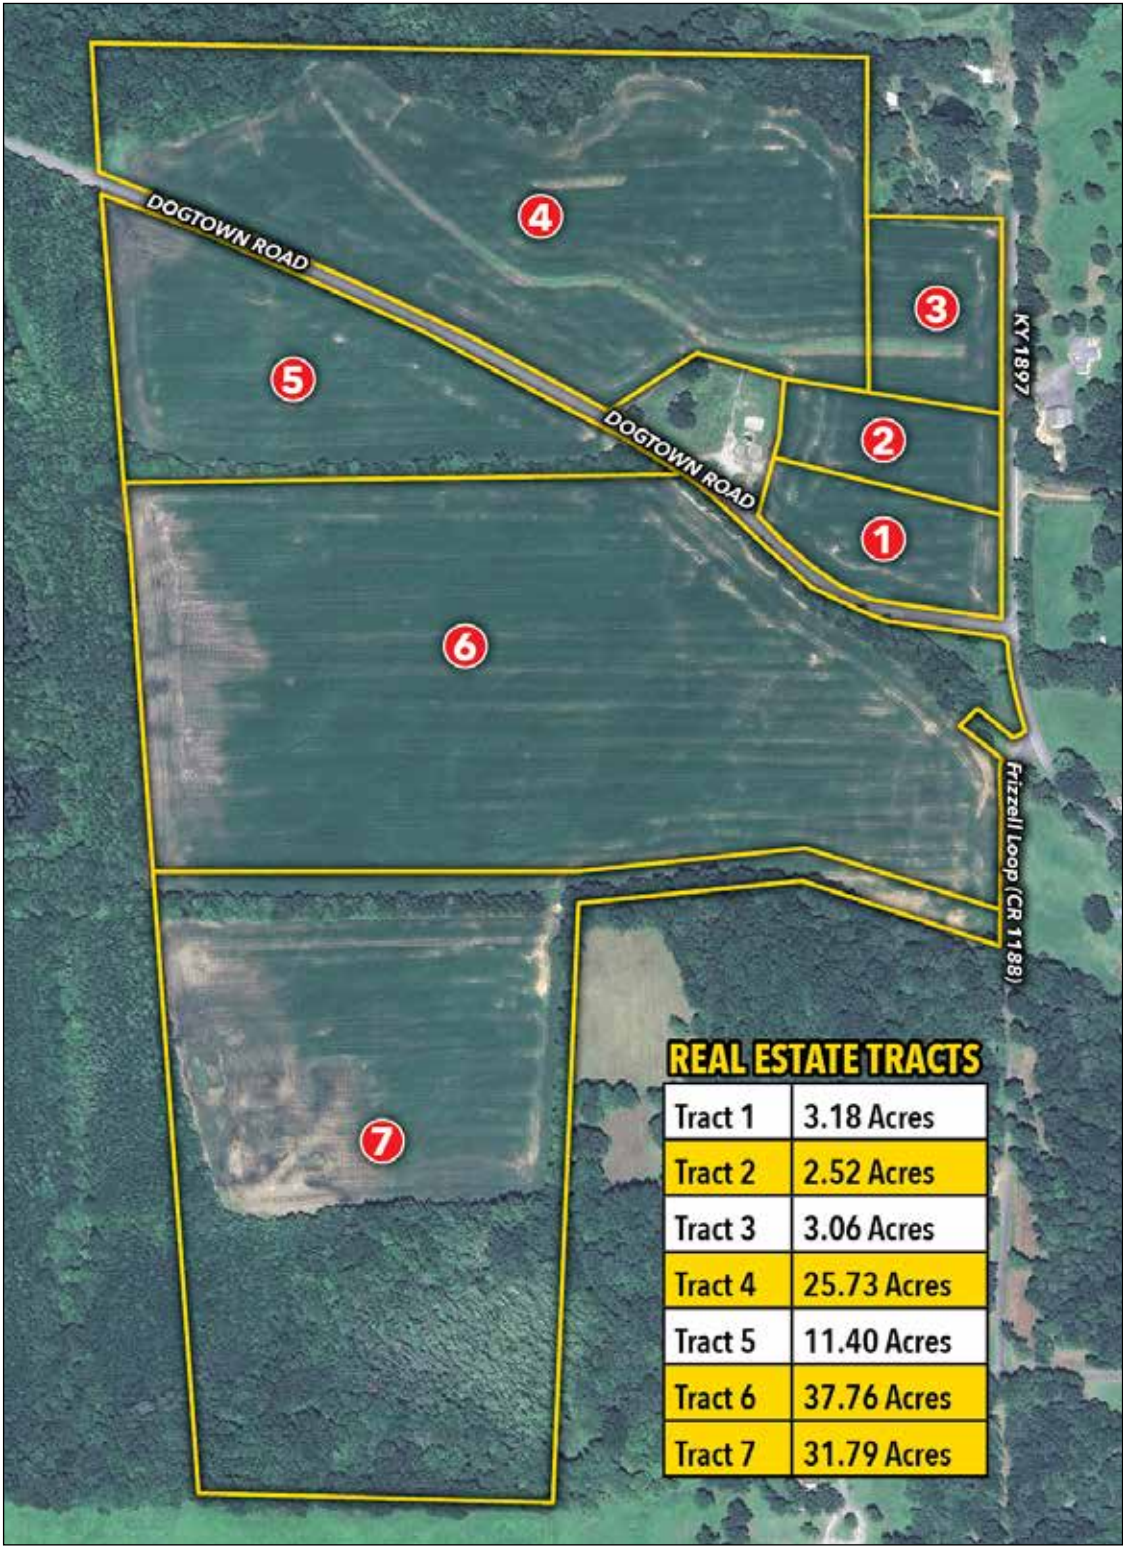 DOGTOWN ROAD
4
3
KY 1897
5
DOGTOWN ROAD
2
1
6
Frizzell Loop (CR 1188)
7
REAL ESTATE TRACTS
Tract 1 3.18 Acres
Tract 2 2.52 Acres
Tract 3 3.06 Acres
Tract 4 25.73 Acres
Tract 5 11.40 Acres
Tract 6 37.76 Acres
Tract 7 31.79 Acres